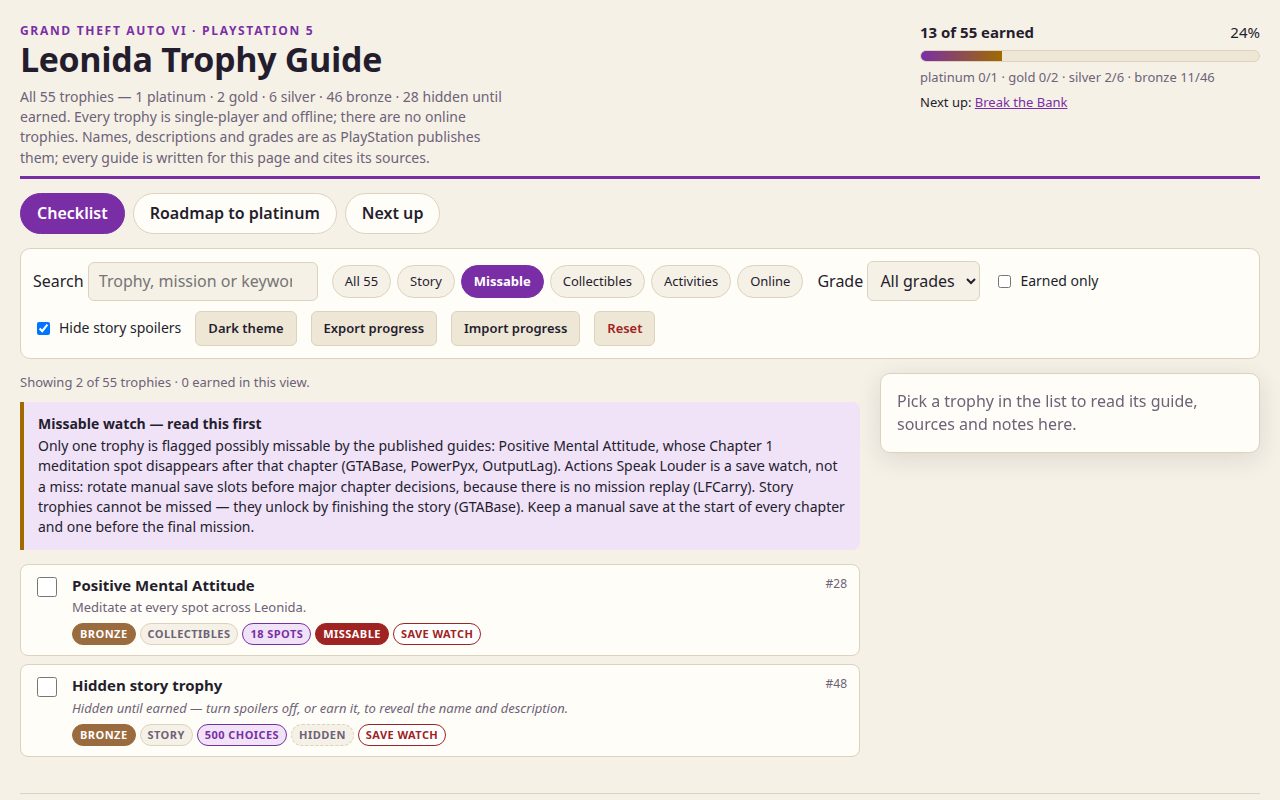 GRAND THEFT AUTO VI · PLAYSTATION 5
Leonida Trophy Guide
All 55 trophies — 1 platinum · 2 gold · 6 silver · 46 bronze · 28 hidden until
earned. Every trophy is single-player and offline; there are no online
trophies. Names, descriptions and grades are as PlayStation publishes
them; every guide is written for this page and cites its sources.
13 of 55 earned 24%
platinum 0/1 · gold 0/2 · silver 2/6 · bronze 11/46
Next up: Break the Bank
Checklist Roadmap to platinum Next up
Search Trophy, mission or keywor All 55 Story Missable Collectibles Activities Online Grade All grades Earned only
Hide story spoilers Dark theme Export progress Import progress Reset
Showing 2 of 55 trophies · 0 earned in this view.
Missable watch — read this first
Only one trophy is flagged possibly missable by the published guides: Positive Mental Attitude, whose Chapter 1
meditation spot disappears after that chapter (GTABase, PowerPyx, OutputLag). Actions Speak Louder is a save watch, not
a miss: rotate manual save slots before major chapter decisions, because there is no mission replay (LFCarry). Story
trophies cannot be missed — they unlock by finishing the story (GTABase). Keep a manual save at the start of every chapter
and one before the final mission.
Positive Mental Attitude #28
Meditate at every spot across Leonida.
BRONZE COLLECTIBLES 18 SPOTS MISSABLE SAVE WATCH
Hidden story trophy #48
Hidden until earned — turn spoilers off, or earn it, to reveal the name and description.
BRONZE STORY 500 CHOICES HIDDEN SAVE WATCH
Pick a trophy in the list to read its guide,
sources and notes here.